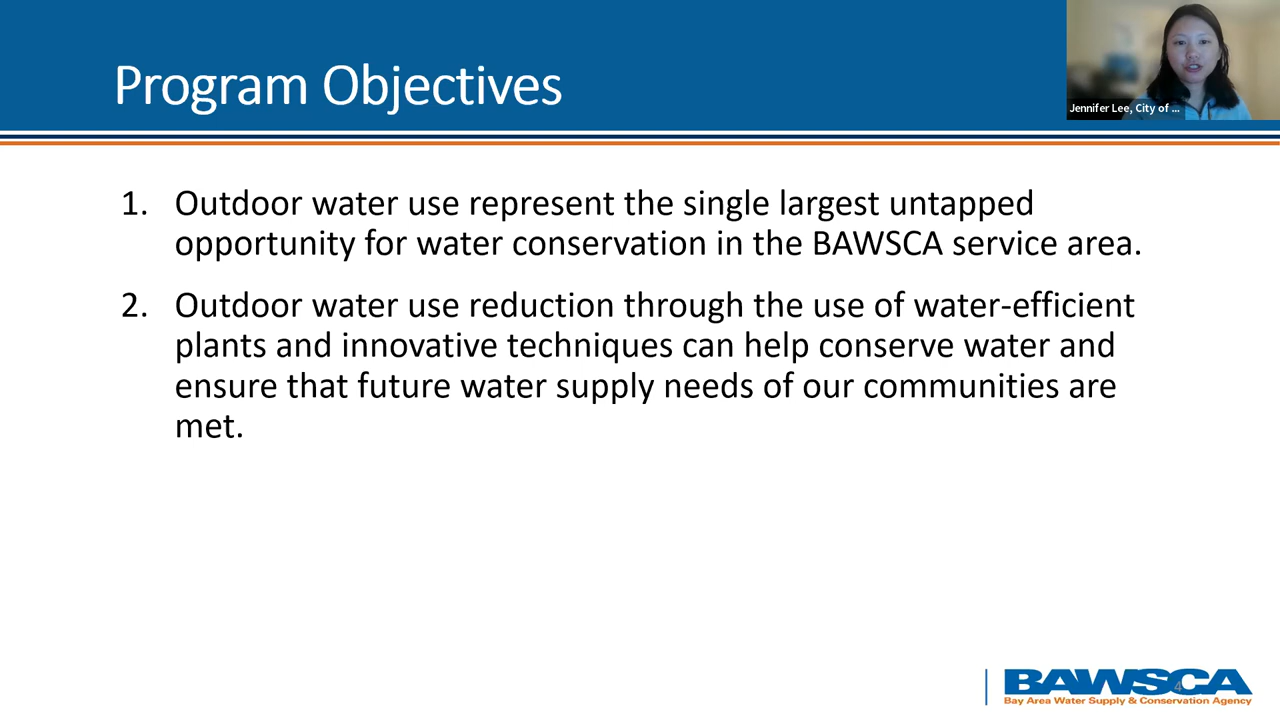 Program Objectives
Jennifer Lee, City of ...
1. Outdoor water use represent the single largest untapped
opportunity for water conservation in the BAWSCA service area.
2. Outdoor water use reduction through the use of water-efficient
plants and innovative techniques can help conserve water and
ensure that future water supply needs of our communities are
met.
BAWSCA
4
Bay Area Water Supply & Conservation Agency